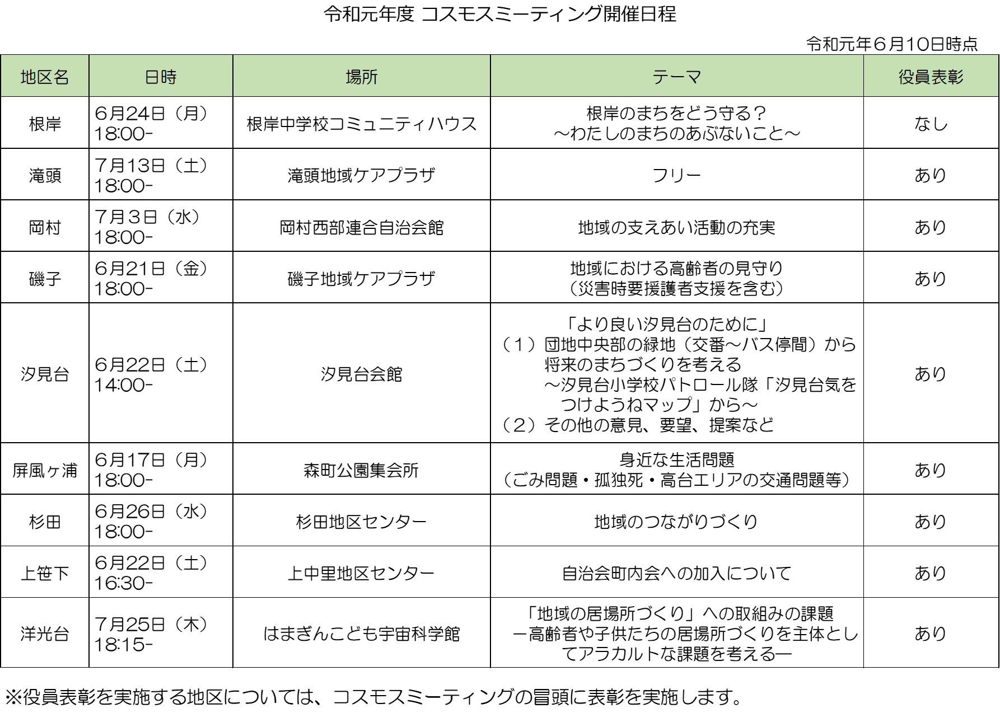 令和元年度 コスモスミーティング開催日程
令和元年６月10日時点
地区名 日時 場所 テーマ 役員表彰
根岸 ６月24日（月） 18:00- 根岸中学校コミュニティハウス 根岸のまちをどう守る？ なし
～わたしのまちのあぶないこと～
滝頭 ７月13日（土） 18:00- 滝頭地域ケアプラザ フリー あり
岡村 ７月３日（水） 18:00- 岡村西部連合自治会館 地域の支えあい活動の充実 あり
磯子 ６月21日（金） 18:00- 磯子地域ケアプラザ 地域における高齢者の見守り あり
（災害時要援護者支援を含む）
汐見台 ６月22日（土） 14:00- 汐見台会館 「より良い汐見台のために」 あり
（１）団地中央部の緑地（交番～バス停間）から
将来のまちづくりを考える
～汐見台小学校パトロール隊「汐見台気を
つけようねマップ」から～
（２）その他の意見、要望、提案など
屏風ヶ浦 ６月17日（月） 18:00- 森町公園集会所 身近な生活問題 あり
（ごみ問題・孤独死・高台エリアの交通問題等）
杉田 ６月26日（水） 18:00- 杉田地区センター 地域のつながりづくり あり
上笹下 ６月22日（土） 16:30- 上中里地区センター 自治会町内会への加入について あり
洋光台 ７月25日（木） 18:15- はまぎんこども宇宙科学館 「地域の居場所づくり」への取組みの課題 あり
－高齢者や子供たちの居場所づくりを主体とし
てアラカルトな課題を考える―
※役員表彰を実施する地区については、コスモスミーティングの冒頭に表彰を実施します。